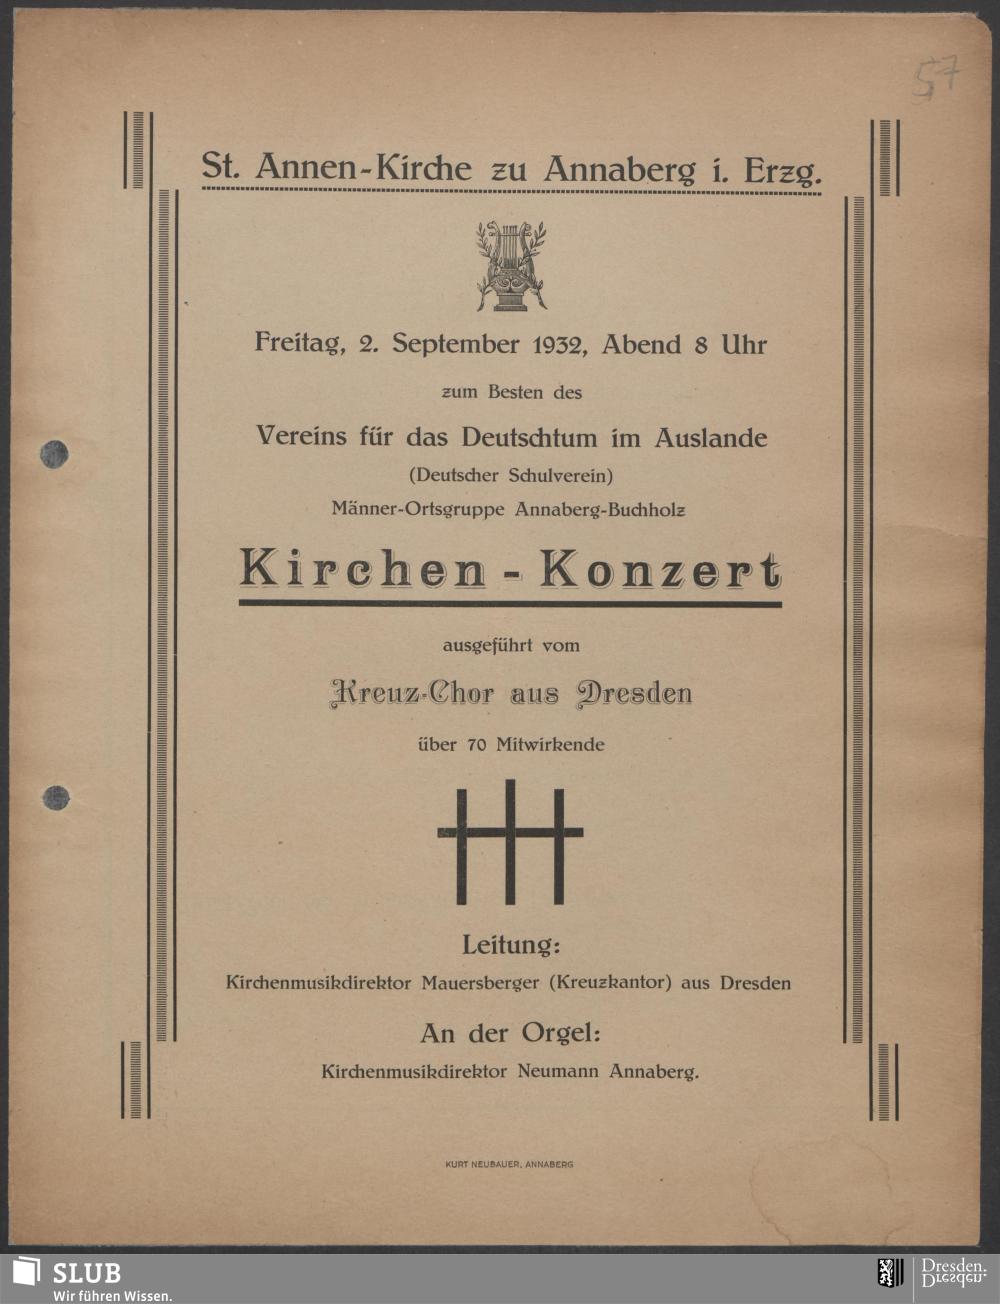 57
St. Annen-Kirche zu Annaberg i. Erzg.
Freitag, 2. September 1932, Abend 8 Uhr
zum Besten des
Vereins für das Deutschtum im Auslande
(Deutscher Schulverein)
Männer-Ortsgruppe Annaberg-Buchholz
Kirchen-Konzert
ausgeführt vom
Kreuz-Chor aus Dresden
über 70 Mitwirkende
Leitung:
Kirchenmusikdirektor Mauersberger (Kreuzkantor) aus Dresden
An der Orgel:
Kirchenmusikdirektor Neumann Annaberg.
KURT NEUBAUER, ANNABERG
SLUB
Wir führen Wissen.
Dresden.
Dresden.